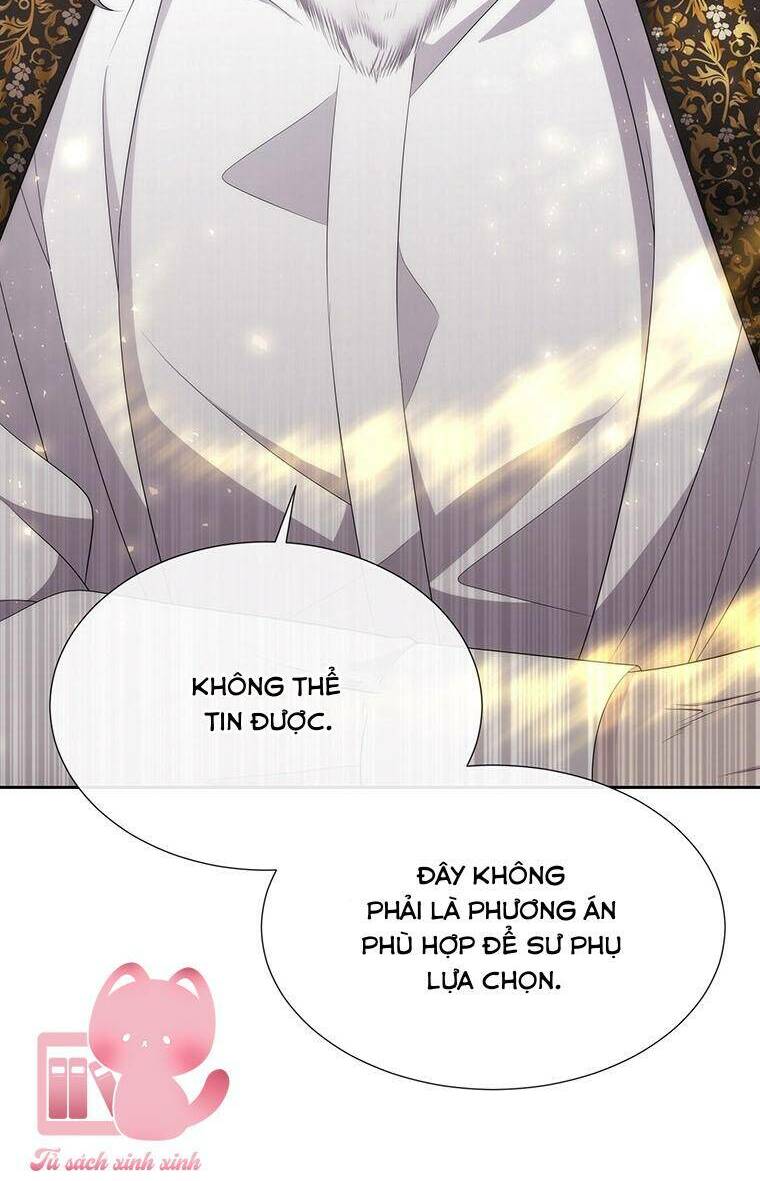 KHÔNG THỂ
TIN ĐƯỢC.
ĐÂY KHÔNG
PHẢI LÀ PHƯƠNG ÁN
PHÙ HỢP ĐỂ SƯ PHỤ
LỰA CHỌN.
Tủ sách xinh xinh